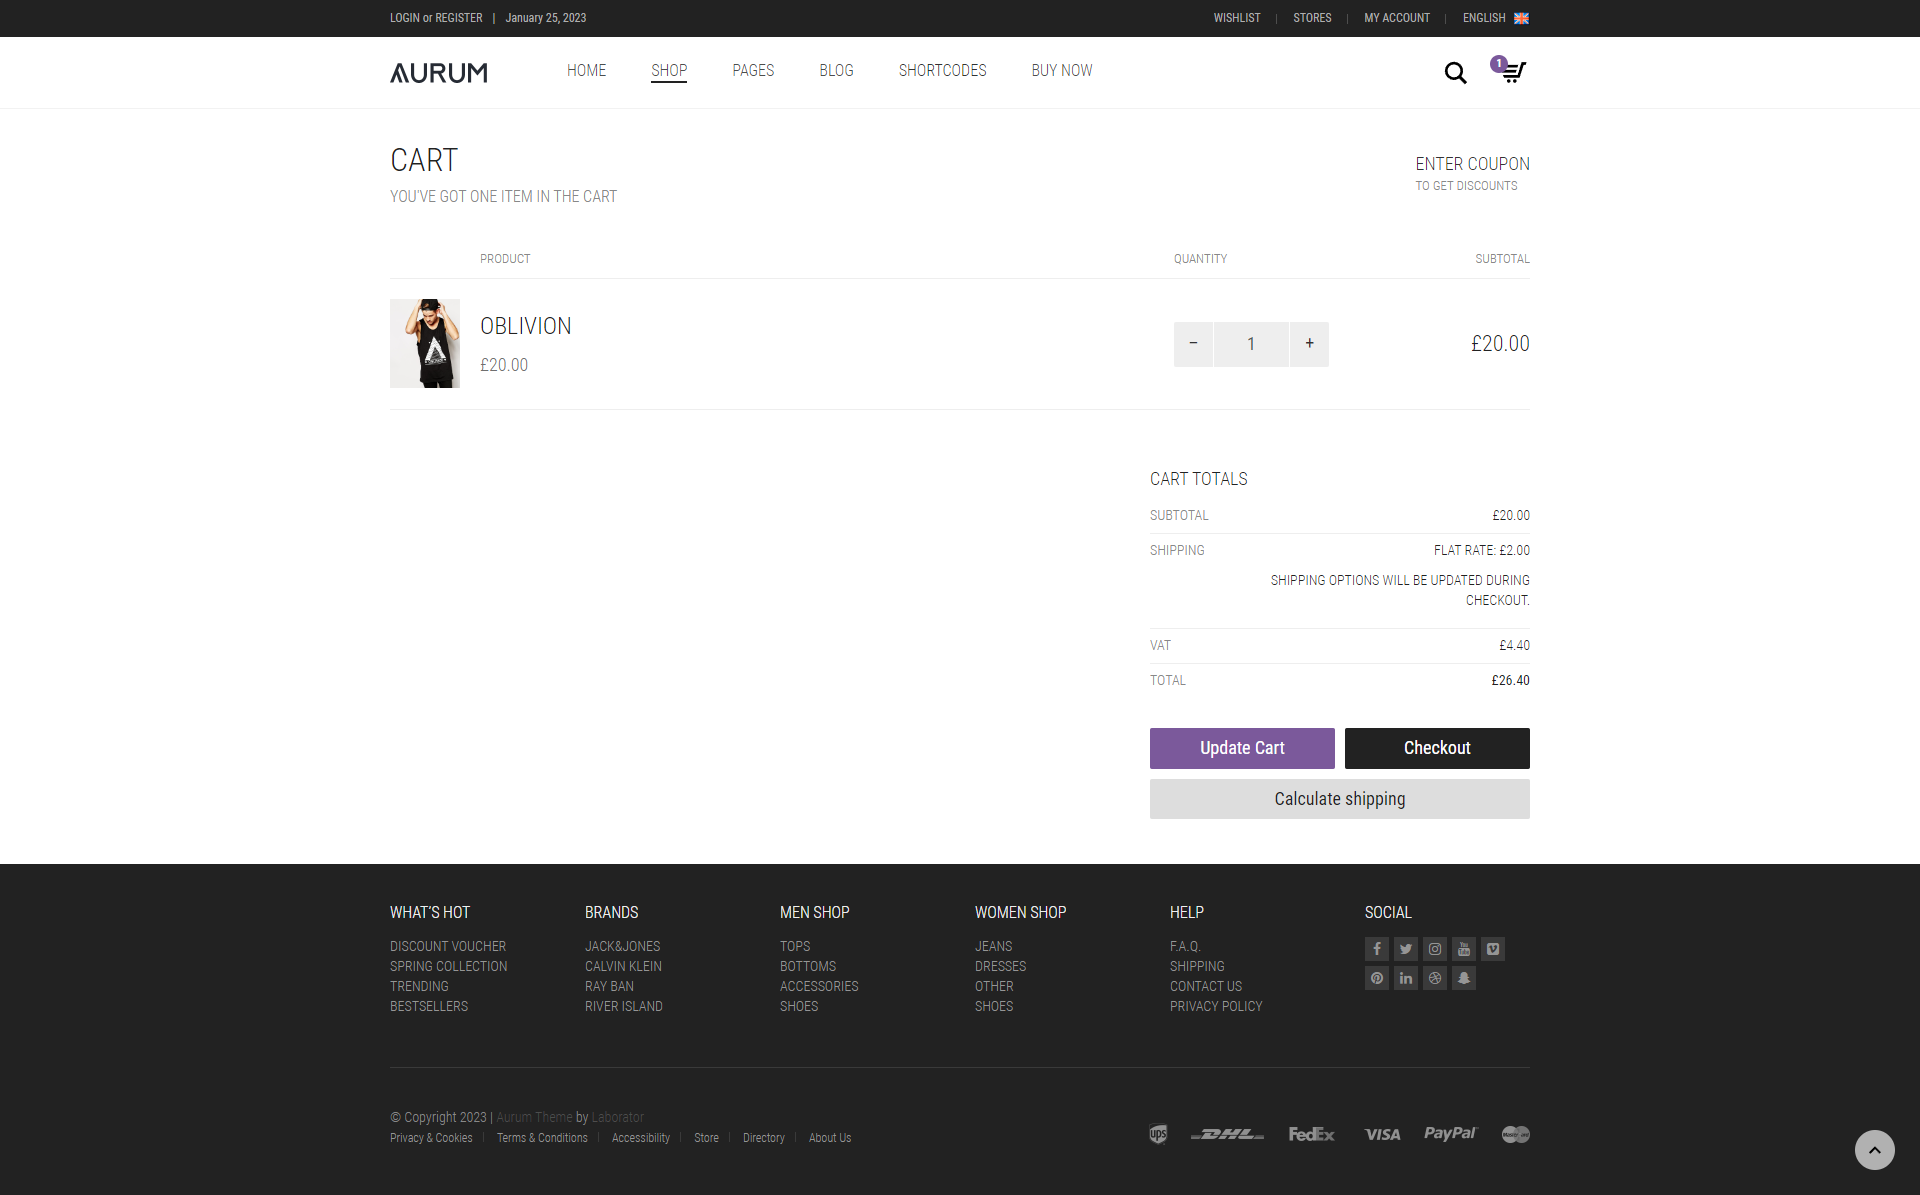 LOGIN or REGISTER | January 25, 2023
WISHLIST | STORES | MY ACCOUNT | ENGLISH
AURUM HOME SHOP PAGES BLOG SHORTCODES BUY NOW
1
CART
YOU'VE GOT ONE ITEM IN THE CART
ENTER COUPON
TO GET DISCOUNTS
PRODUCT QUANTITY SUBTOTAL
OBLIVION
£20.00
− 1 +
£20.00
CART TOTALS
SUBTOTAL £20.00
SHIPPING FLAT RATE: £2.00
SHIPPING OPTIONS WILL BE UPDATED DURING
CHECKOUT.
VAT £4.40
TOTAL £26.40
Update Cart Checkout
Calculate shipping
WHAT'S HOT
DISCOUNT VOUCHER
SPRING COLLECTION
TRENDING
BESTSELLERS
BRANDS
JACK&JONES
CALVIN KLEIN
RAY BAN
RIVER ISLAND
MEN SHOP
TOPS
BOTTOMS
ACCESSORIES
SHOES
WOMEN SHOP
JEANS
DRESSES
OTHER
SHOES
HELP
F.A.Q.
SHIPPING
CONTACT US
PRIVACY POLICY
SOCIAL
© Copyright 2023 | Aurum Theme by Laborator
Privacy & Cookies | Terms & Conditions | Accessibility | Store | Directory | About Us
ups DHL FedEx VISA PayPal